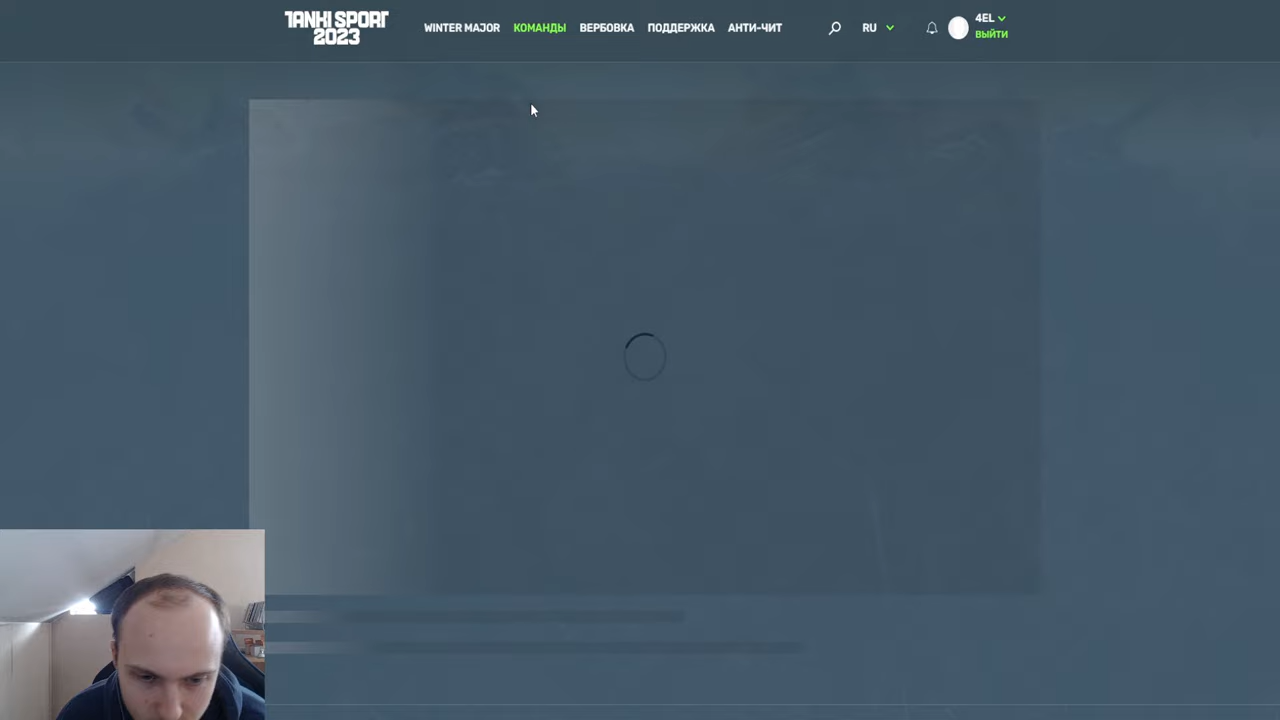 TANKI SPORT
2023
WINTER MAJOR КОМАНДЫ ВЕРБОВКА ПОДДЕРЖКА АНТИ-ЧИТ RU 4EL
ВЫЙТИ